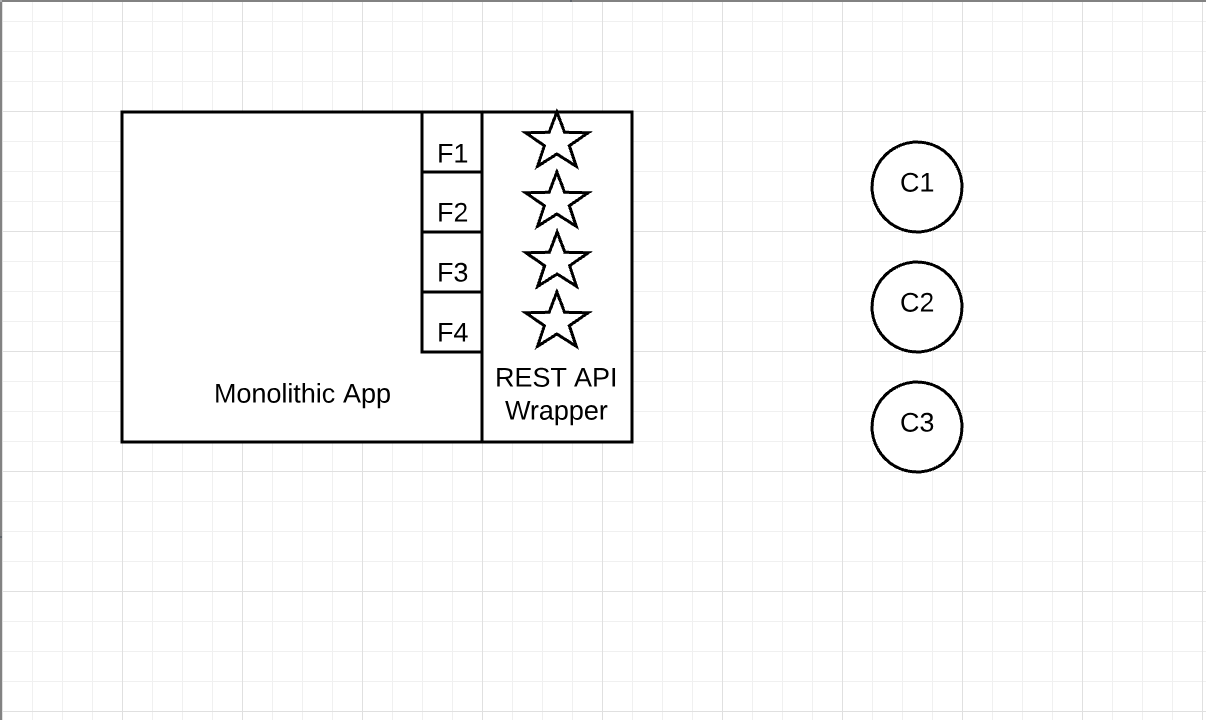 F1
F2
F3
F4
Monolithic App
REST API
Wrapper
C1
C2
C3